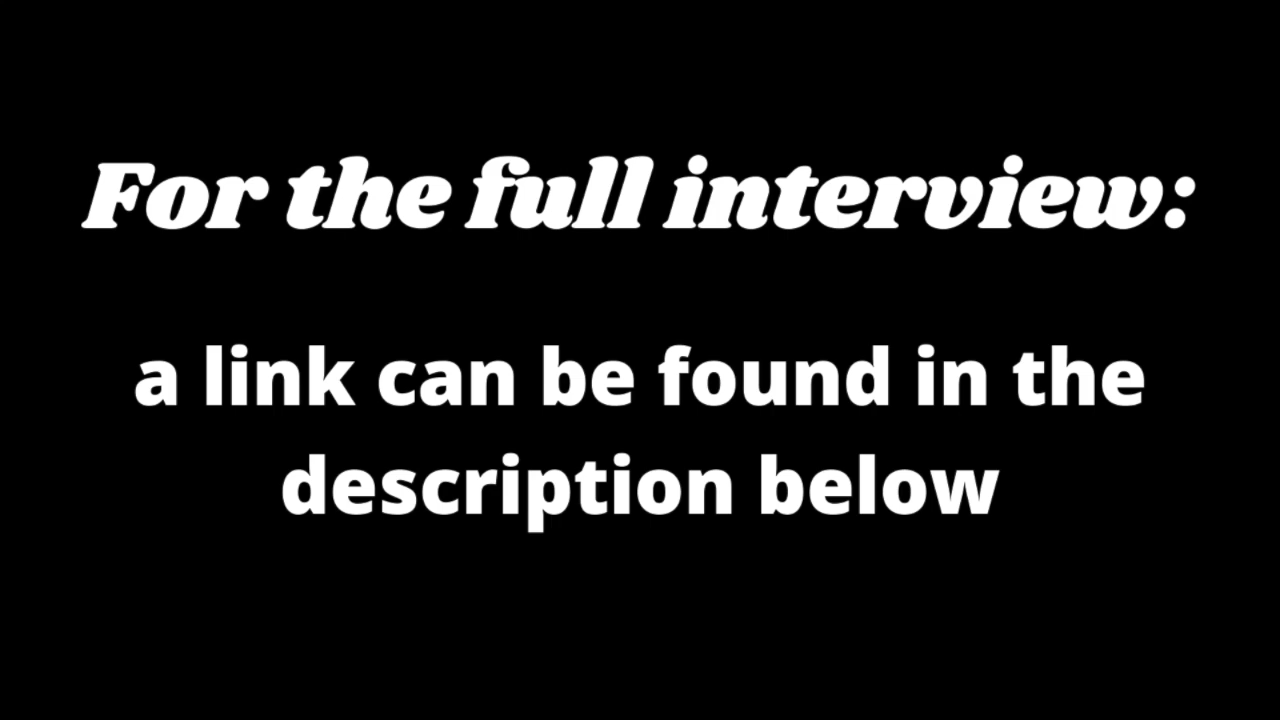 For the full interview:
a link can be found in the
description below